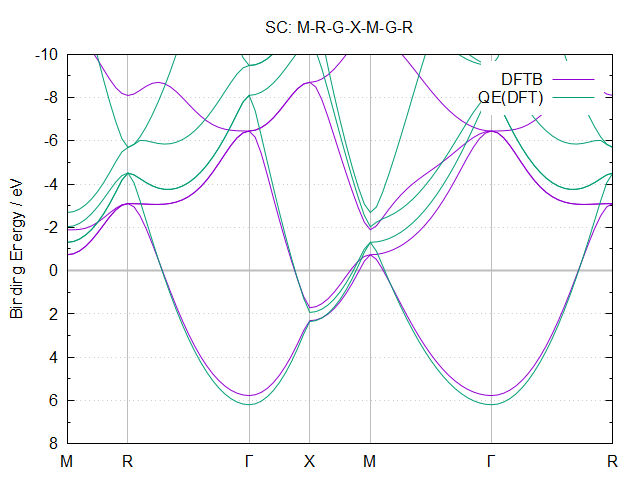 SC: M-R-G-X-M-G-R
-10
-8
-6
-4
-2
0
2
4
6
8
Binding Energy / eV
DFTB
QE(DFT)
M R Γ X M Γ R